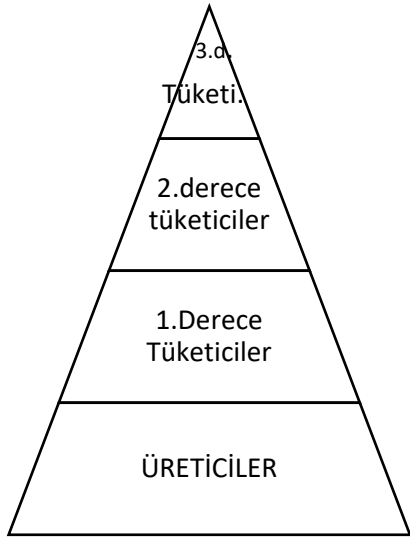 3.d.
Tüketi.
2.derece
tüketiciler
1.Derece
Tüketiciler
ÜRETİCİLER